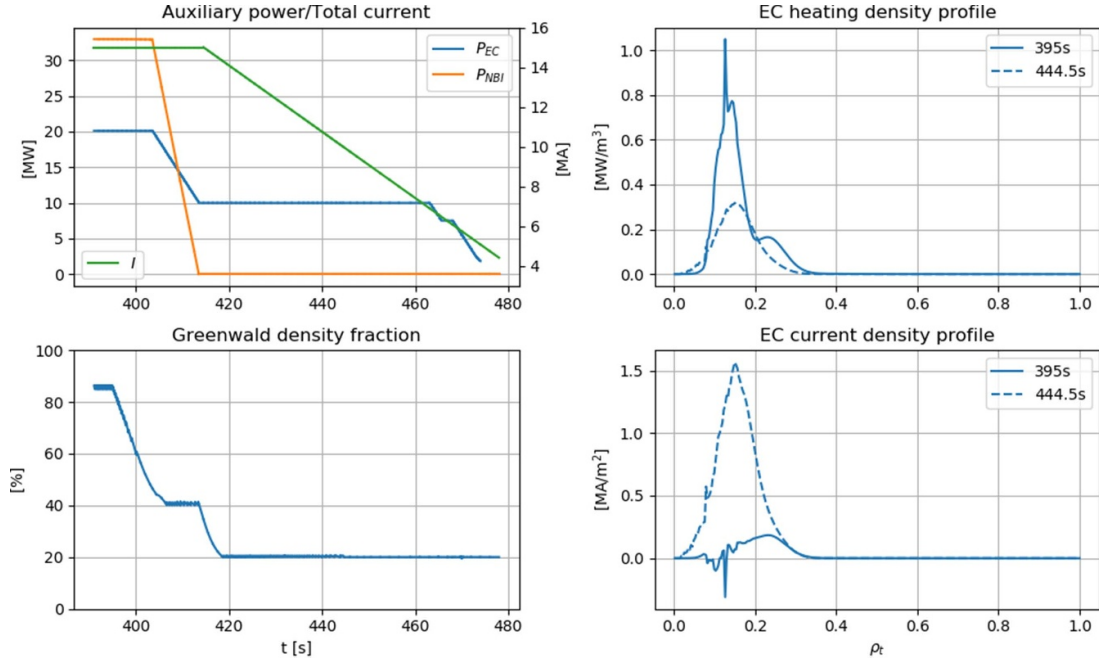 Auxiliary power/Total current
[MW]
30
25
20
15
10
5
0
16
14
12
10
8
6
4
[MA]
P_EC
P_NBI
I
400 420 440 460 480
EC heating density profile
[MW/m³]
1.0
0.8
0.6
0.4
0.2
0.0
395s
444.5s
0.0 0.2 0.4 0.6 0.8 1.0
Greenwald density fraction
[%]
100
80
60
40
20
0
400 420 440 460 480
t [s]
EC current density profile
[MA/m²]
1.5
1.0
0.5
0.0
395s
444.5s
0.0 0.2 0.4 0.6 0.8 1.0
ρt